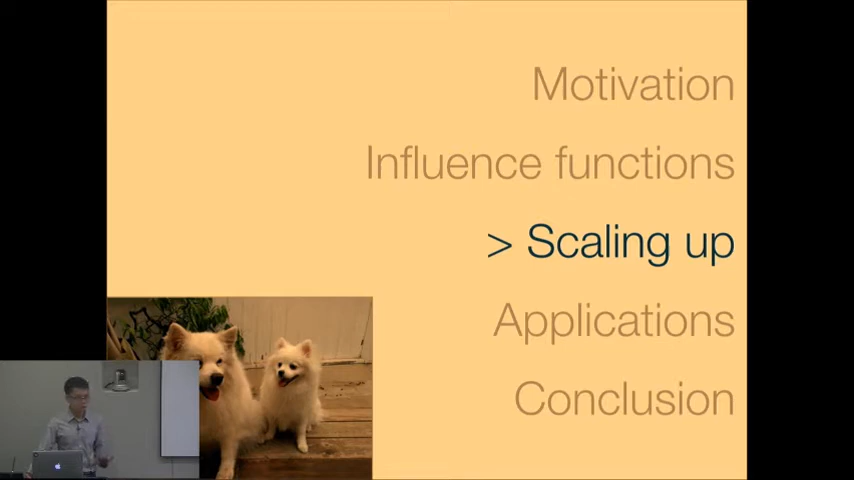 Motivation
Influence functions
> Scaling up
Applications
Conclusion